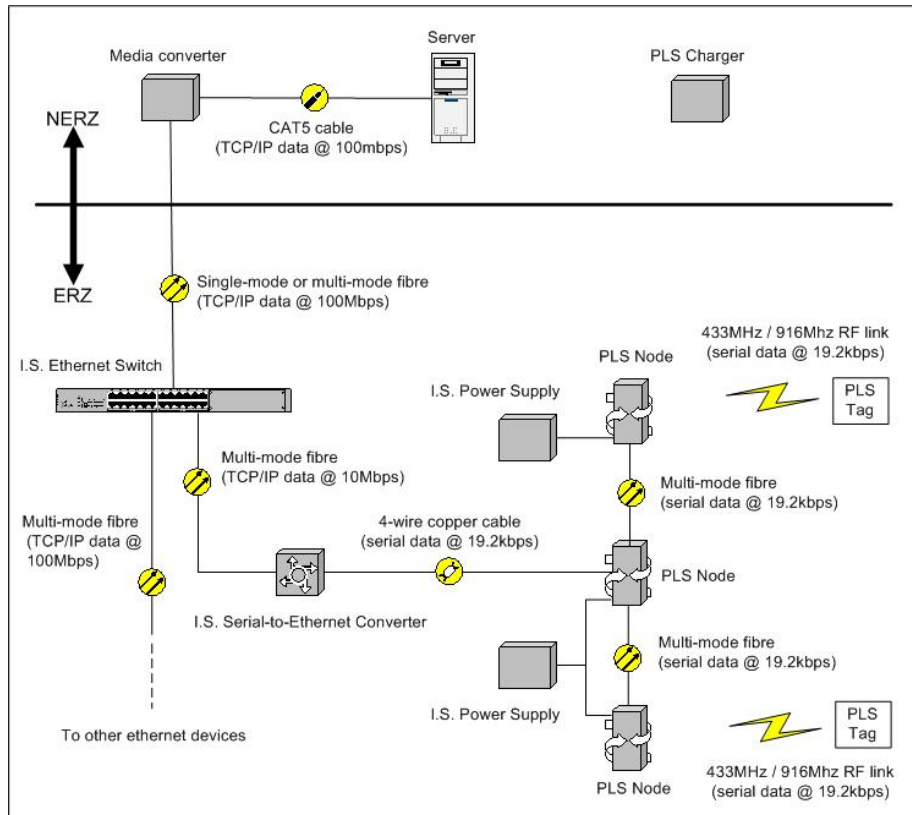 Media converter
Server
PLS Charger
NERZ
CAT5 cable
(TCP/IP data @ 100mbps)
ERZ
Single-mode or multi-mode fibre
(TCP/IP data @ 100Mbps)
I.S. Ethernet Switch
433MHz / 916Mhz RF link
(serial data @ 19.2kbps)
PLS Node
I.S. Power Supply
PLS
Tag
Multi-mode fibre
(TCP/IP data @ 10Mbps)
Multi-mode fibre
(serial data @ 19.2kbps)
Multi-mode fibre
(TCP/IP data @
100Mbps)
4-wire copper cable
(serial data @ 19.2kbps)
PLS Node
I.S. Serial-to-Ethernet Converter
Multi-mode fibre
(serial data @ 19.2kbps)
I.S. Power Supply
PLS
Tag
To other ethernet devices
PLS Node
433MHz / 916Mhz RF link
(serial data @ 19.2kbps)